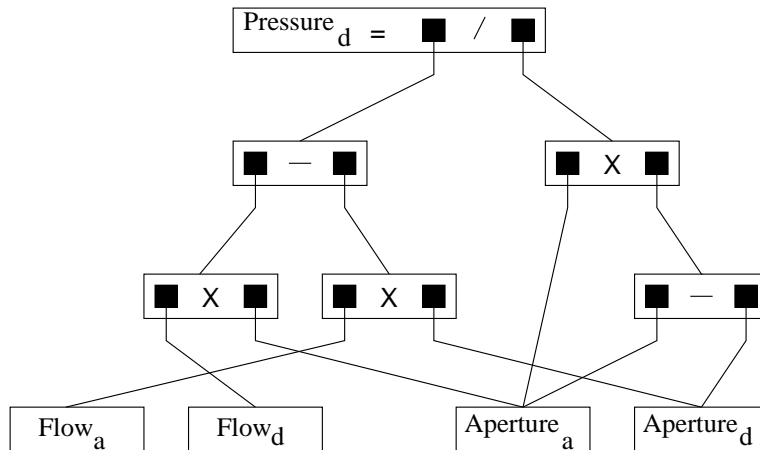 Pressure_d = ■ / ■
■ — ■
■ X ■
■ X ■
■ X ■
■ — ■
Flow_a
Flow_d
Aperture_a
Aperture_d